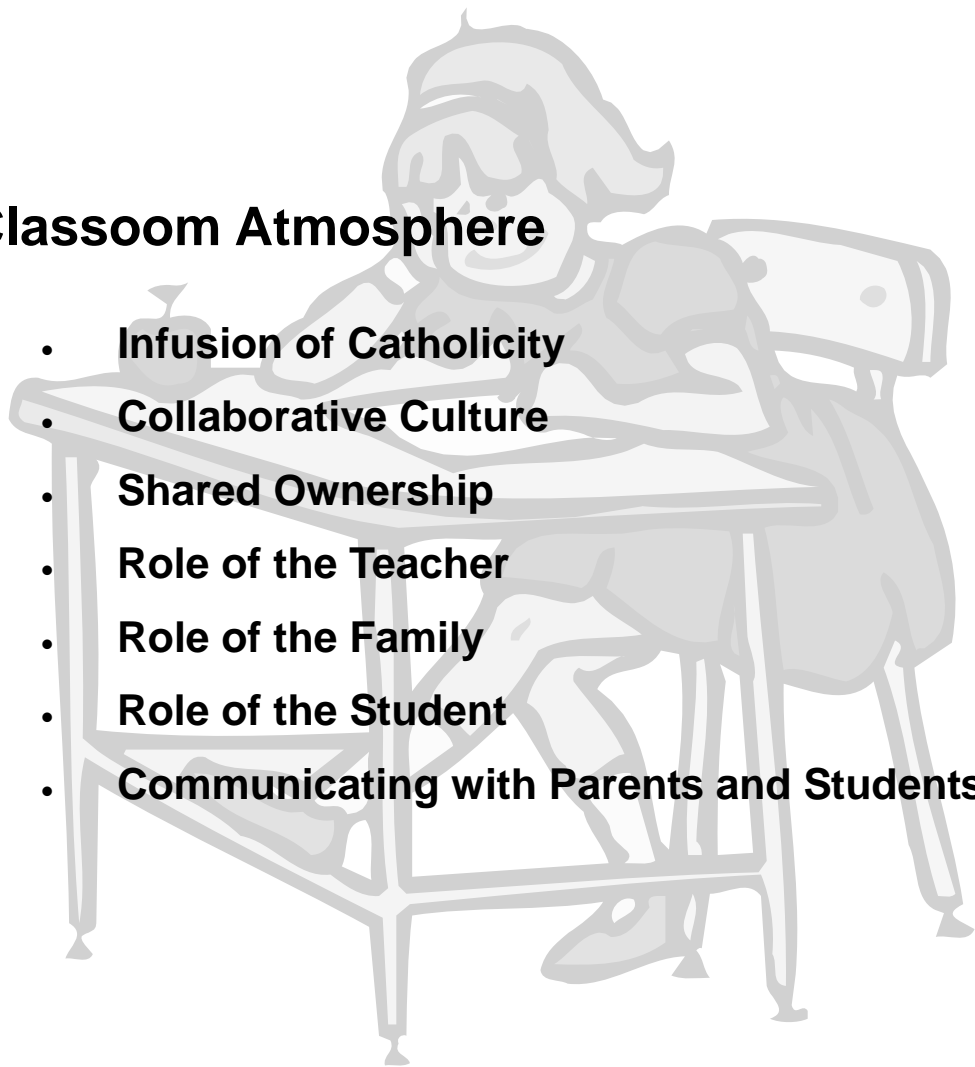 Classoom Atmosphere
• Infusion of Catholicity
• Collaborative Culture
• Shared Ownership
• Role of the Teacher
• Role of the Family
• Role of the Student
• Communicating with Parents and Students